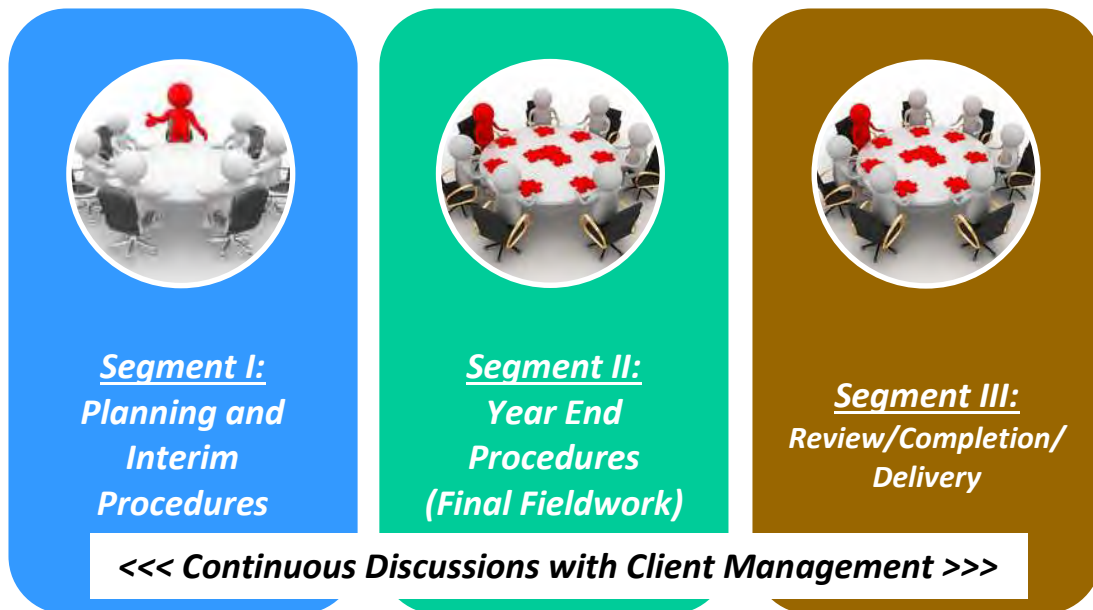 Segment I:
Planning and
Interim
Procedures
Segment II:
Year End
Procedures
(Final Fieldwork)
Segment III:
Review/Completion/
Delivery
<<< Continuous Discussions with Client Management >>>